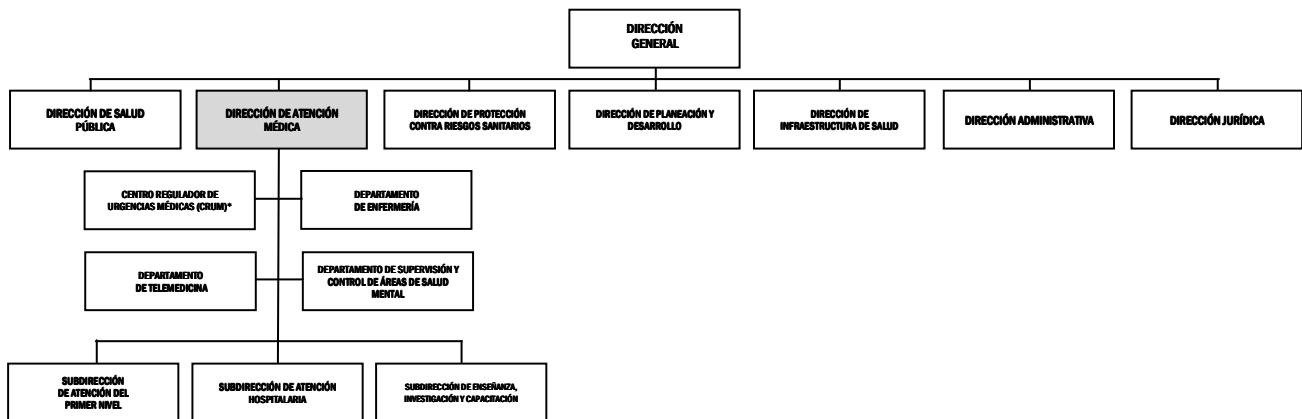 DIRECCIÓN
GENERAL
DIRECCIÓN DE SALUD
PÚBLICA
DIRECCIÓN DE ATENCIÓN
MÉDICA
DIRECCIÓN DE PROTECCIÓN
CONTRA RIESGOS SANITARIOS
DIRECCIÓN DE PLANEACIÓN Y
DESARROLLO
DIRECCIÓN DE
INFRAESTRUCTURA DE SALUD
DIRECCIÓN ADMINISTRATIVA
DIRECCIÓN JURÍDICA
CENTRO REGULADOR DE
URGENCIAS MÉDICAS (CRUM)*
DEPARTAMENTO
DE ENFERMERÍA
DEPARTAMENTO
DE TELEMEDICINA
DEPARTAMENTO DE SUPERVISIÓN Y
CONTROL DE ÁREAS DE SALUD
MENTAL
SUBDIRECCIÓN
DE ATENCIÓN DEL
PRIMER NIVEL
SUBDIRECCIÓN DE ATENCIÓN
HOSPITALARIA
SUBDIRECCIÓN DE ENSEÑANZA,
INVESTIGACIÓN Y CAPACITACIÓN